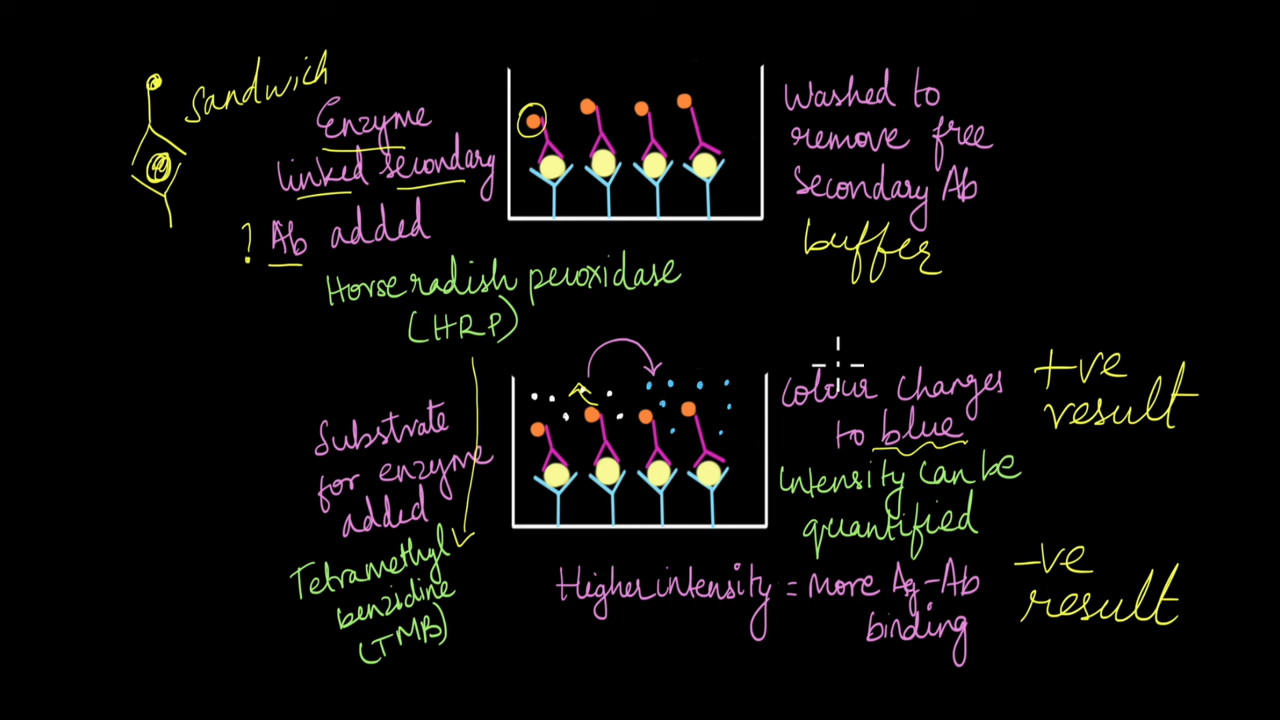 Sandwich
Enzyme
linked secondary
? Ab added
Horseradish peroxidase
(HRP)
Washed to
remove free
secondary Ab
buffer
Substrate
for enzyme
added
Tetramethyl
benzidine
(TMB)
Colour changes
to blue
Intensity can be
quantified
+ve
result
Higher intensity = More Ag-Ab
binding
-ve
result